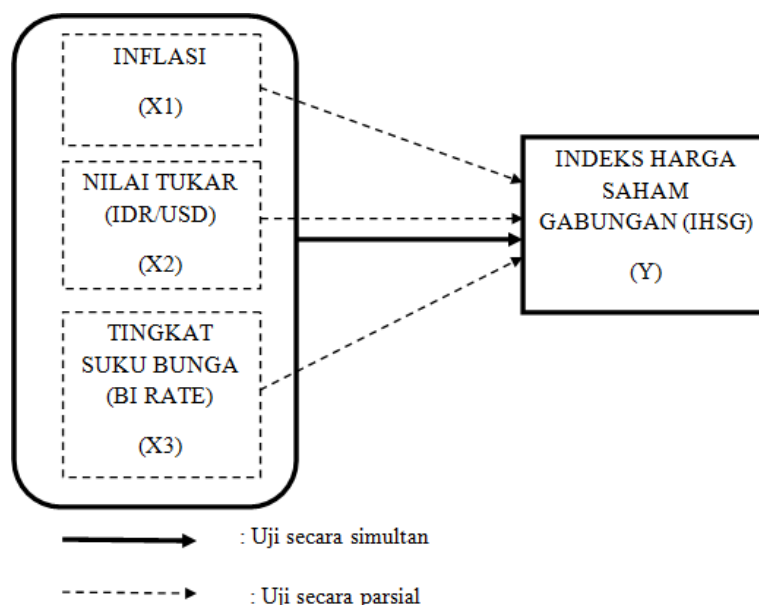 INFLASI
(X1)
NILAI TUKAR
(IDR/USD)
(X2)
TINGKAT
SUKU BUNGA
(BI RATE)
(X3)
INDEKS HARGA
SAHAM
GABUNGAN (IHSG)
(Y)
: Uji secara simultan
: Uji secara parsial